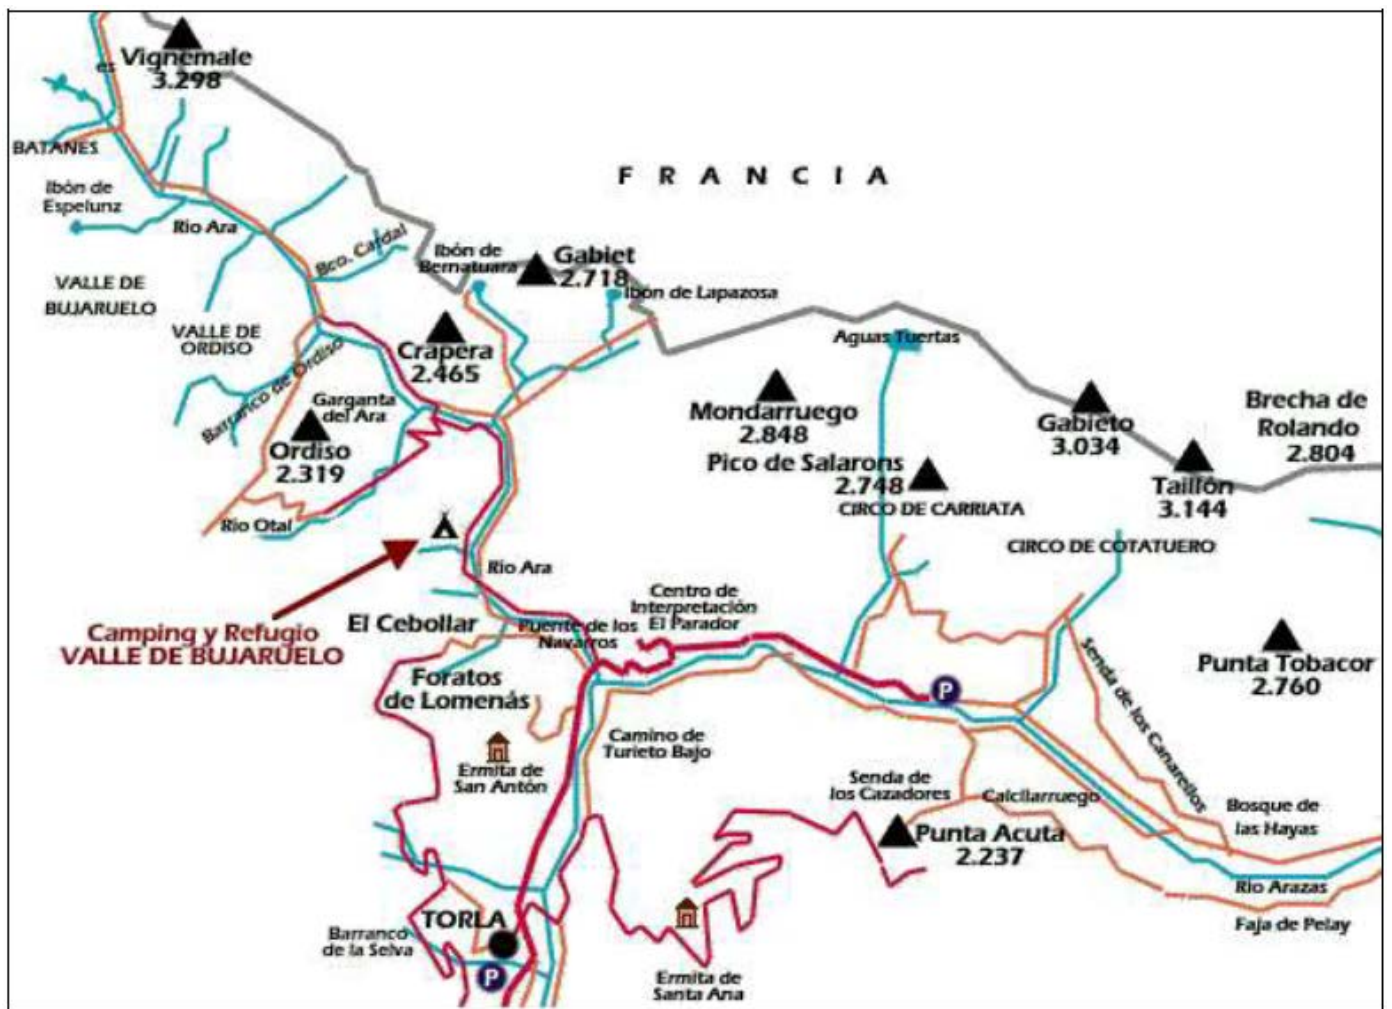 Vignemale
3.298
es
BATANES
FRANCIA
Ibón de
Espelunz
Rio Ara
Bco. Cardal
Ibón de
Bernatuara
Gabiet
2.718
Ibón de Lapazosa
VALLE DE
BUJARUELO
VALLE DE
ORDISO
Barranco de Ordiso
Crapera
2.465
Aguas Tuertas
Garganta
del Ara
Ordiso
2.319
Mondarruego
2.848
Gabieto
3.034
Brecha de
Rolando
2.804
Pico de Salarons
2.748
Taillón
3.144
CIRCO DE CARRIATA
Rio Otal
CIRCO DE COTATUERO
Rio Ara
Camping y Refugio
VALLE DE BUJARUELO
El Cebollar
Puente de los
Navarros
Centro de
Interpretación
El Parador
Punta Tobacor
2.760
Foratos
de Lomenás
P
Senda de los Canarellos
Camino de
Turieto Bajo
Ermita de
San Antón
Senda de
los Cazadores
Calcilarruego
Bosque de
las Hayas
Punta Acuta
2.237
Rio Arazas
Faja de Pelay
TORLA
Barranco
de la Selva
P
Ermita de
Santa Ana